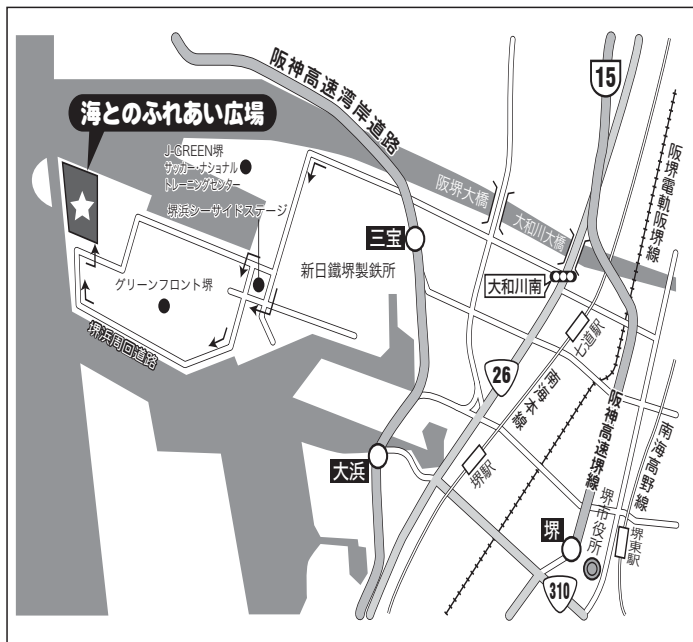 阪神高速湾岸道路
15
海とのふれあい広場
J-GREEN堺
サッカー・ナショナル
トレーニングセンター
堺浜シーサイドステージ
阪堺大橋
大和川大橋
阪堺電軌阪堺線
三宝
新日鐵堺製鉄所
大和川南
グリーンフロント堺
七道駅
堺浜周回道路
26
南海本線
阪神高速堺線
南海高野線
大浜
堺駅
堺
堺市役所
堺東駅
310